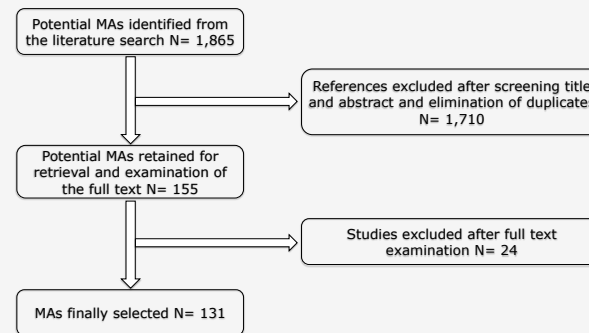 Potential MAs identified from
the literature search N= 1,865
References excluded after screening title
and abstract and elimination of duplicates
N= 1,710
Potential MAs retained for
retrieval and examination of
the full text N= 155
Studies excluded after full text
examination N= 24
MAs finally selected N= 131